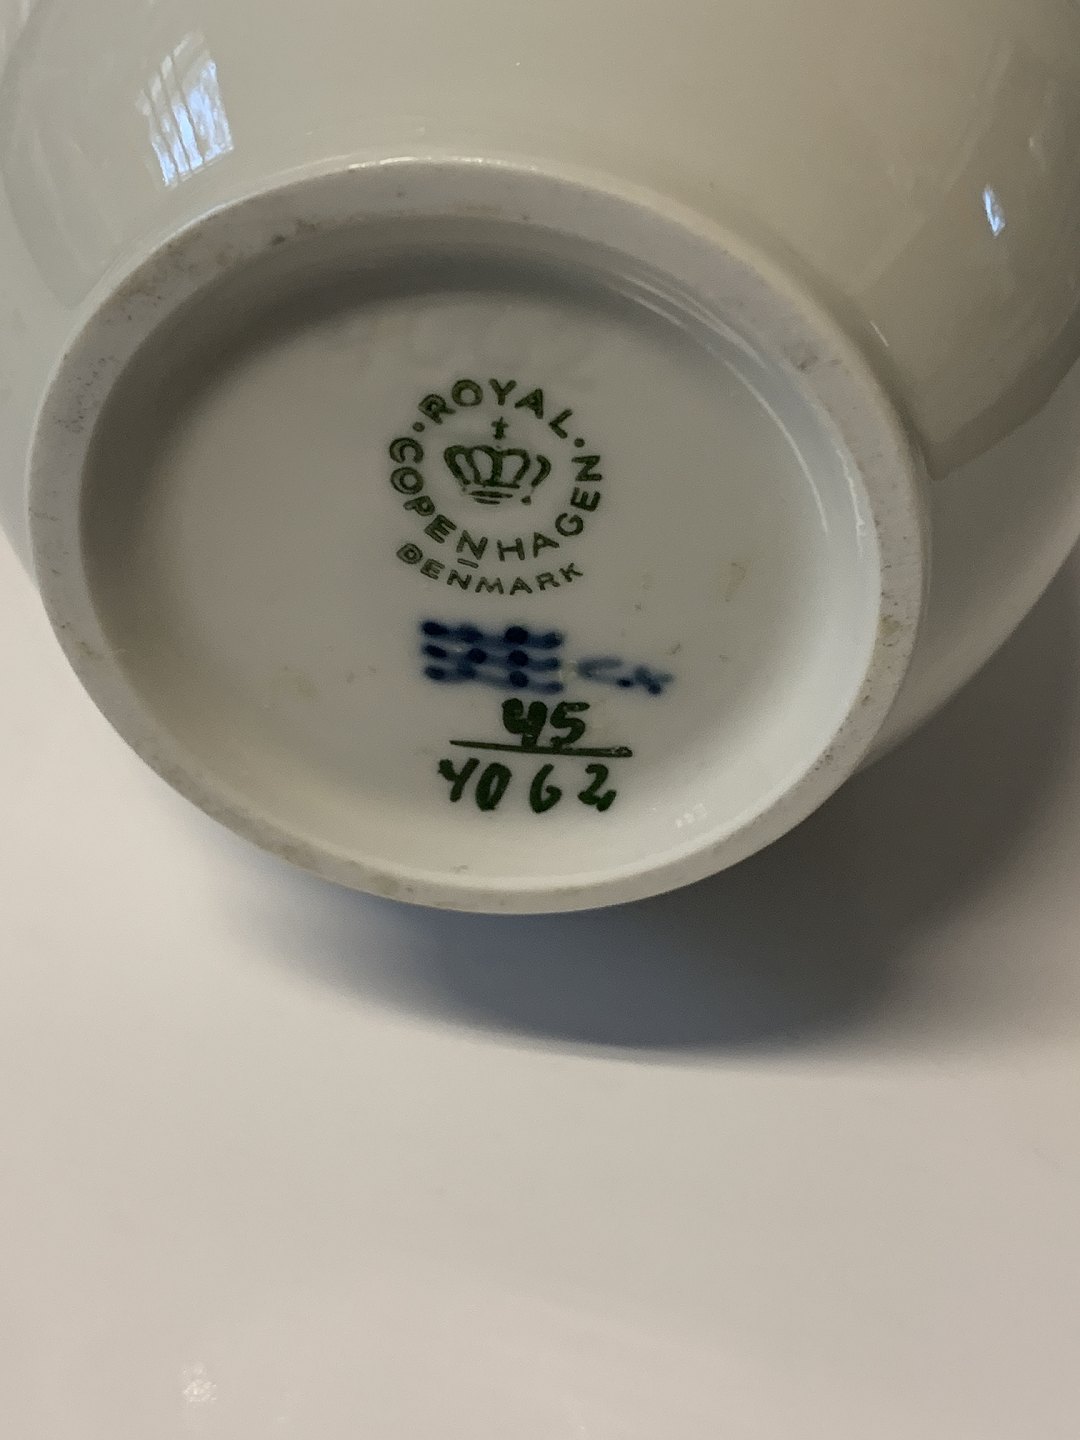 ROYAL
COPENHAGEN
DENMARK
45
4062